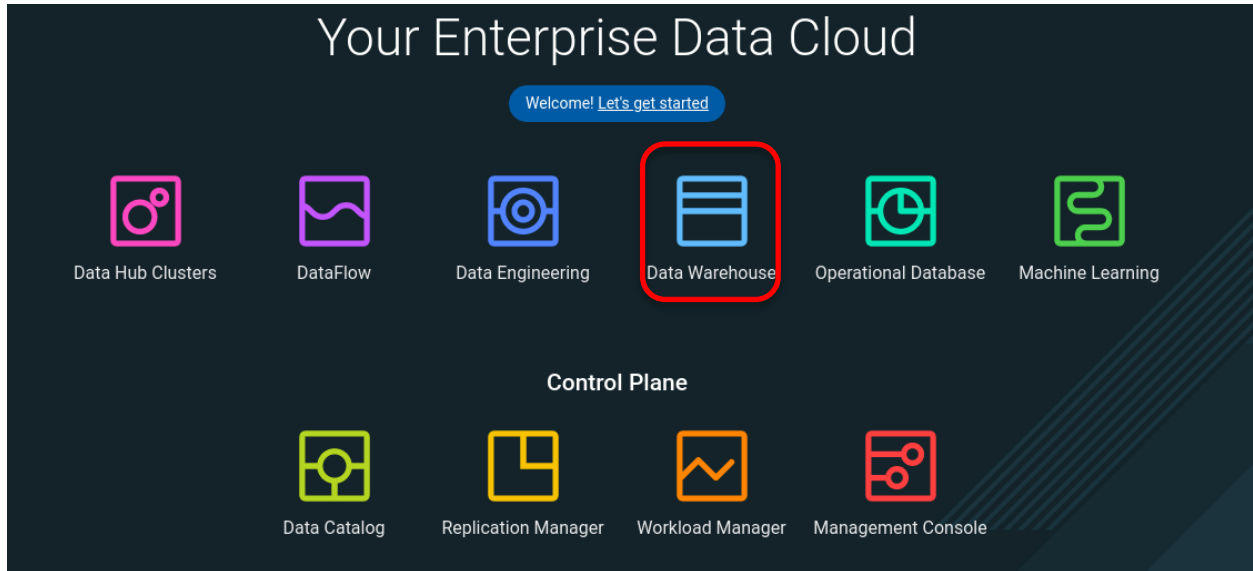 Your Enterprise Data Cloud
Welcome! Let's get started
Data Hub Clusters
DataFlow
Data Engineering
Data Warehouse
Operational Database
Machine Learning
Control Plane
Data Catalog
Replication Manager
Workload Manager
Management Console